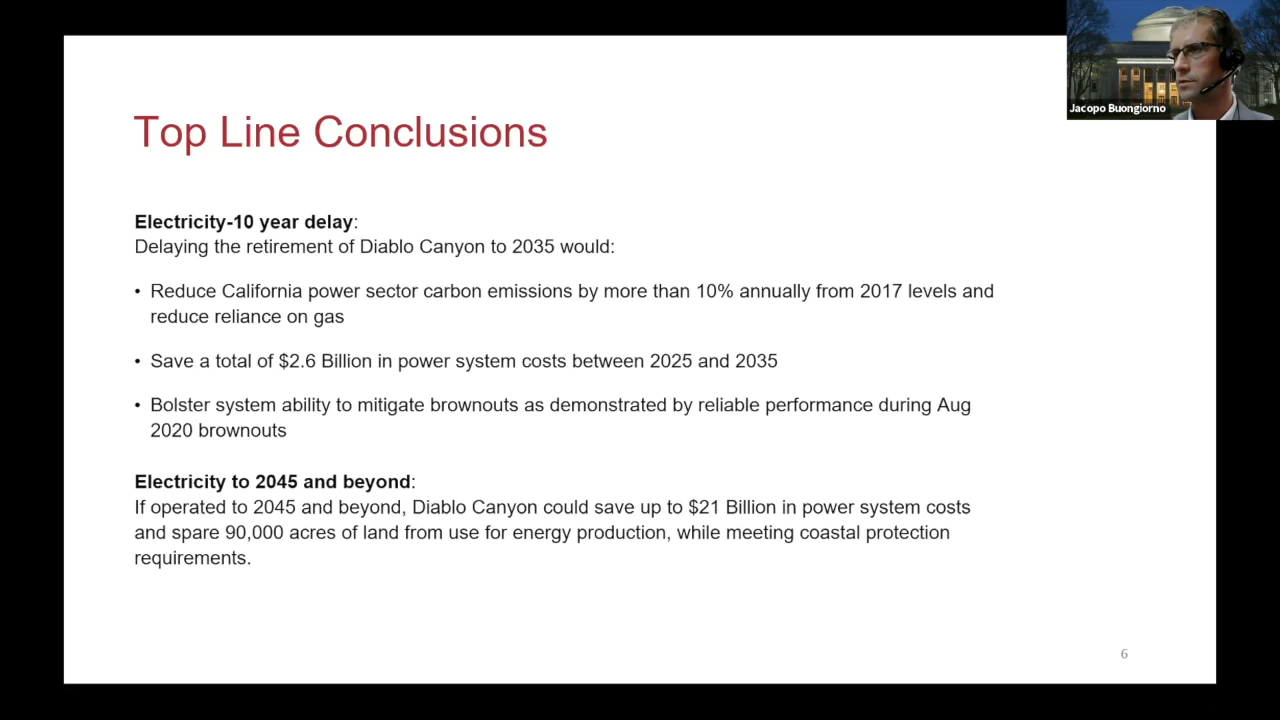 Jacopo Buongiorno
Top Line Conclusions
Electricity-10 year delay:
Delaying the retirement of Diablo Canyon to 2035 would:
• Reduce California power sector carbon emissions by more than 10% annually from 2017 levels and
reduce reliance on gas
• Save a total of $2.6 Billion in power system costs between 2025 and 2035
• Bolster system ability to mitigate brownouts as demonstrated by reliable performance during Aug
2020 brownouts
Electricity to 2045 and beyond:
If operated to 2045 and beyond, Diablo Canyon could save up to $21 Billion in power system costs
and spare 90,000 acres of land from use for energy production, while meeting coastal protection
requirements.
6